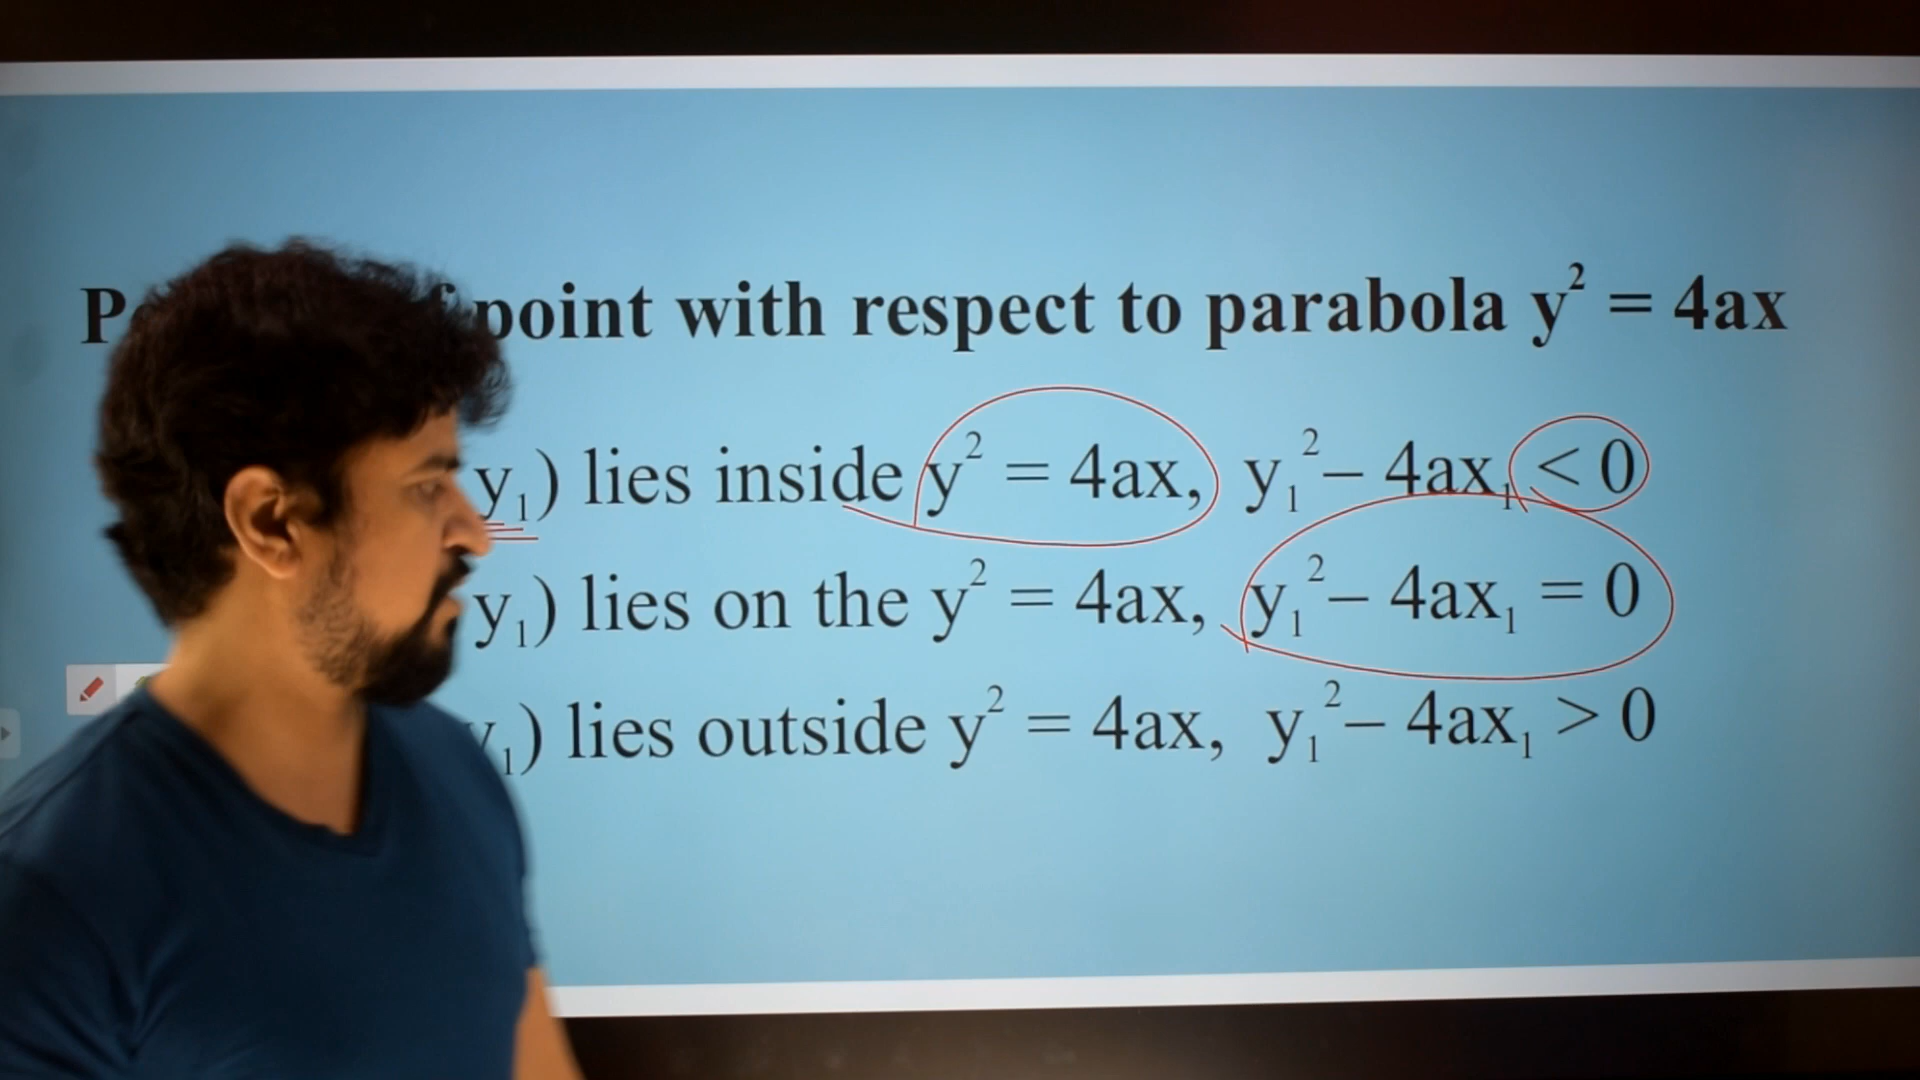 point with respect to parabola y² = 4ax
y₁) lies inside y² = 4ax, y₁² – 4ax₁ < 0
y₁) lies on the y² = 4ax, y₁² – 4ax₁ = 0
₁) lies outside y² = 4ax, y₁² – 4ax₁ > 0